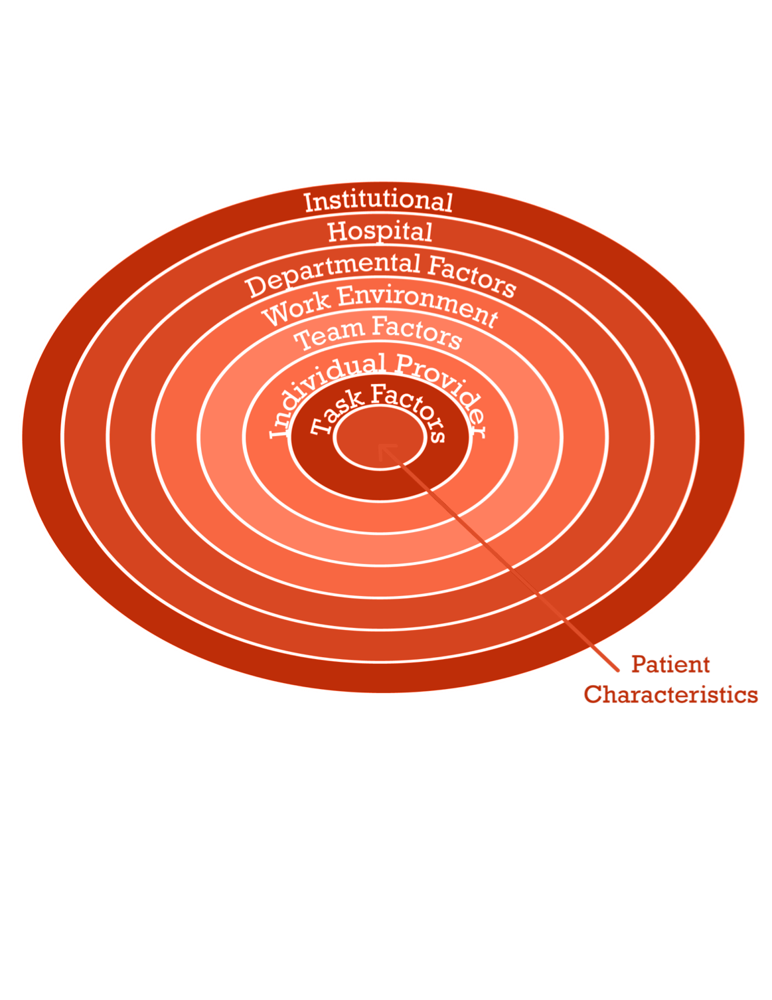 Institutional
Hospital
Departmental Factors
Work Environment
Team Factors
Individual Provider
Task Factors
Patient
Characteristics